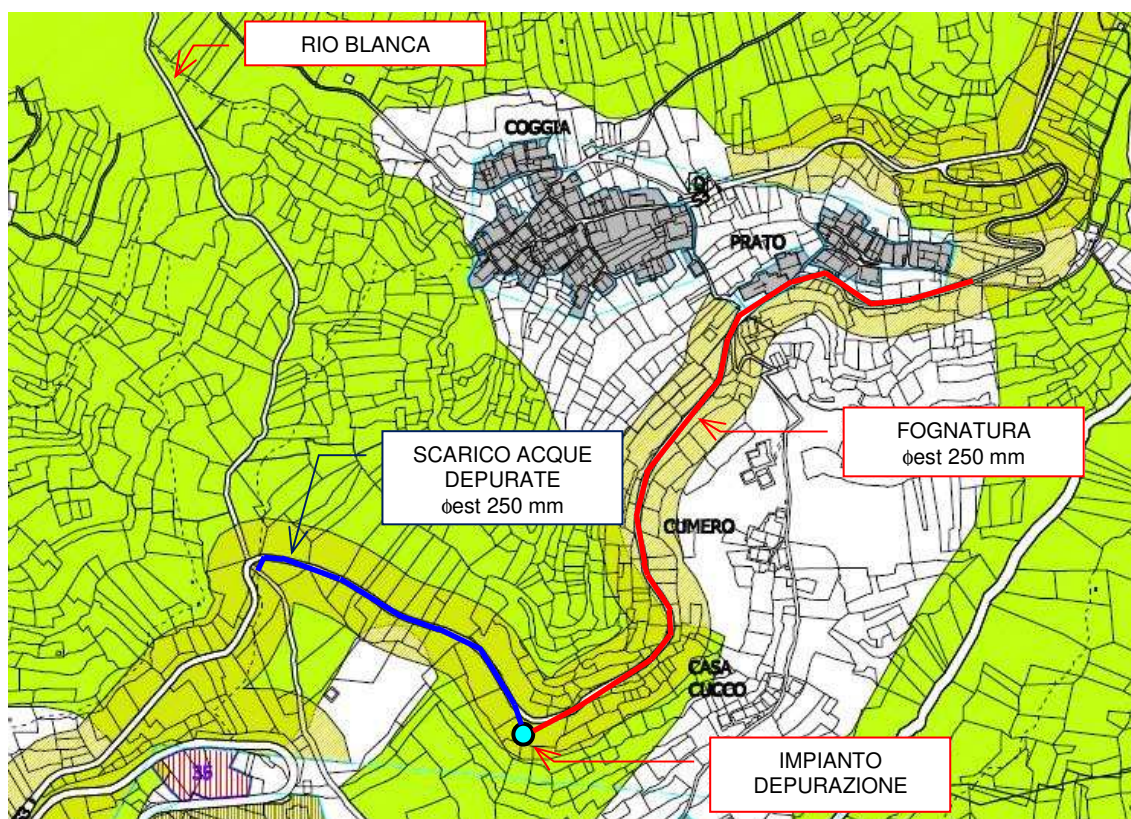 RIO BLANCA
COGGIA
PRATO
SCARICO ACQUE
DEPURATE
φest 250 mm
FOGNATURA
φest 250 mm
CUMERO
CASA
CUCCO
IMPIANTO
DEPURAZIONE
35